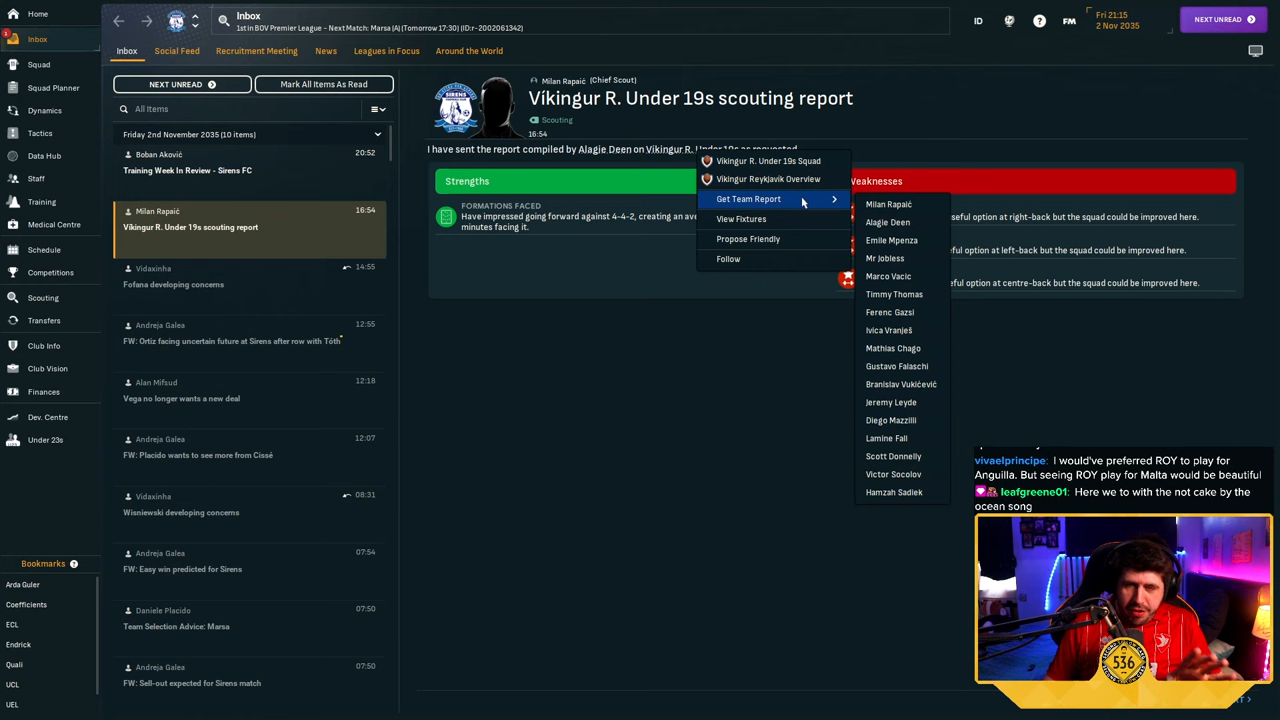 Home
Inbox
Squad
Squad Planner
Dynamics
Tactics
Data Hub
Staff
Training
Medical Centre
Schedule
Competitions
Scouting
Transfers
Club Info
Club Vision
Finances
Dev. Centre
Under 23s
Bookmarks
Arda Guler
Coefficients
ECL
Endrick
Quali
UCL
UEL
Inbox
1st in BOV Premier League - Next Match: Marsa (A) (Tomorrow 17:30) (ID:r-2002061342)
ID
FM
Fri 21:15
2 Nov 2035
NEXT UNREAD
Inbox
Social Feed
Recruitment Meeting
News
Leagues in Focus
Around the World
NEXT UNREAD
Mark All Items As Read
All Items
Friday 2nd November 2035 (10 items)
Boban Aković 20:52
Training Week In Review - Sirens FC
Milan Rapaić 16:54
Víkingur R. Under 19s scouting report
Vidaxinha 14:55
Fofana developing concerns
Andreja Galea 12:55
FW: Ortiz facing uncertain future at Sirens after row with Tóth
Alan Mifsud 12:18
Vega no longer wants a new deal
Andreja Galea 12:07
FW: Placido wants to see more from Cissé
Vidaxinha 08:31
Wisniewski developing concerns
Andreja Galea 07:54
FW: Easy win predicted for Sirens
Daniele Placido 07:50
Team Selection Advice: Marsa
Andreja Galea 07:50
FW: Sell-out expected for Sirens match
Milan Rapaić (Chief Scout)
Víkingur R. Under 19s scouting report
Scouting
16:54
I have sent the report compiled by Alagie Deen on Víkingur R. Under 19s as requested.
Strengths
FORMATIONS FACED
Have impressed going forward against 4-4-2, creating an ave
minutes facing it.
Weaknesses
seful option at right-back but the squad could be improved here.
eful option at left-back but the squad could be improved here.
eful option at centre-back but the squad could be improved here.
Víkingur R. Under 19s Squad
Víkingur Reykjavík Overview
Get Team Report
View Fixtures
Propose Friendly
Follow
Milan Rapaić
Alagie Deen
Emile Mpenza
Mr Jobless
Marco Vacic
Timmy Thomas
Ferenc Gazsi
Ivica Vranješ
Mathias Chago
Gustavo Falaschi
Branislav Vukićević
Jeremy Leyde
Diego Mazzilli
Lamine Fall
Scott Donnelly
Victor Socolov
Hamzah Sadiek
vivaelprincipe: I would've preferred ROY to play for
Anguilla. But seeing ROY play for Malta would be beautiful
leafgreene01: Here we to with the not cake by the
ocean song
536